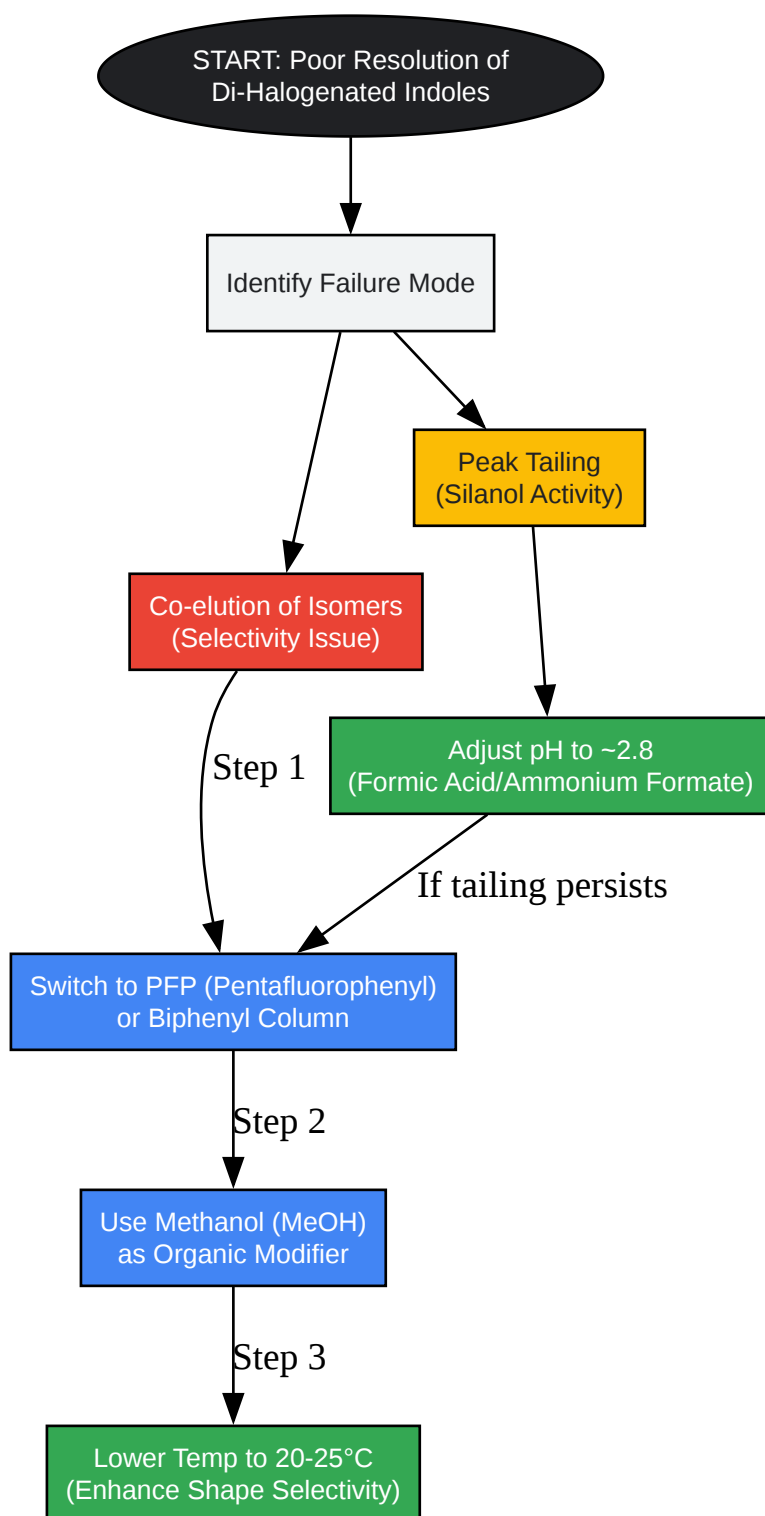 START: Poor Resolution of
Di-Halogenated Indoles
Identify Failure Mode
Peak Tailing
(Silanol Activity)
Co-elution of Isomers
(Selectivity Issue)
Step 1
Adjust pH to ~2.8
(Formic Acid/Ammonium Formate)
If tailing persists
Switch to PFP (Pentafluorophenyl)
or Biphenyl Column
Step 2
Use Methanol (MeOH)
as Organic Modifier
Step 3
Lower Temp to 20-25°C
(Enhance Shape Selectivity)